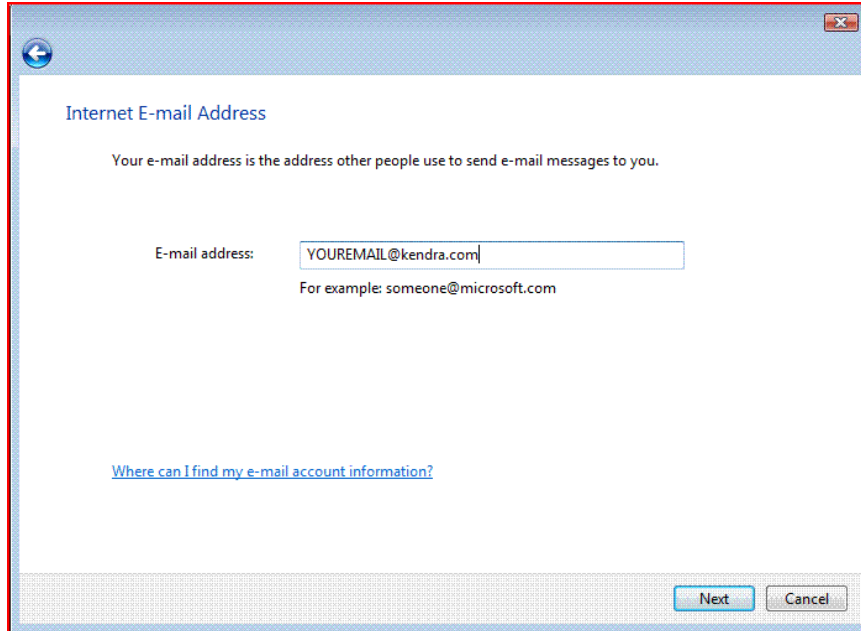 Internet E-mail Address
Your e-mail address is the address other people use to send e-mail messages to you.
E-mail address: YOUREMAIL@kendra.com
For example: someone@microsoft.com
Where can I find my e-mail account information?
Next Cancel